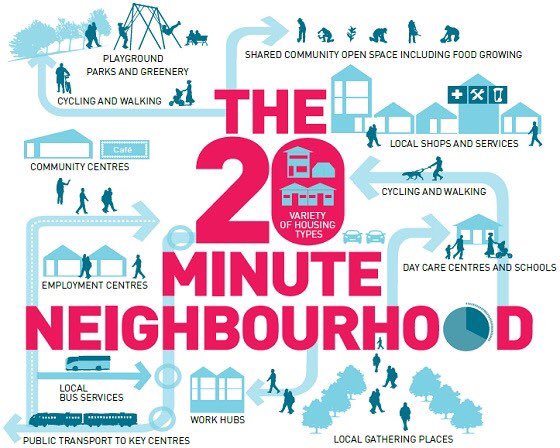 PLAYGROUND
PARKS AND GREENERY
SHARED COMMUNITY OPEN SPACE INCLUDING FOOD GROWING
CYCLING AND WALKING
THE
20
MINUTE
NEIGHBOURHOOD
VARIETY
OF HOUSING
TYPES
LOCAL SHOPS AND SERVICES
Café
COMMUNITY CENTRES
CYCLING AND WALKING
EMPLOYMENT CENTRES
DAY CARE CENTRES AND SCHOOLS
LOCAL
BUS SERVICES
WORK HUBS
PUBLIC TRANSPORT TO KEY CENTRES
LOCAL GATHERING PLACES